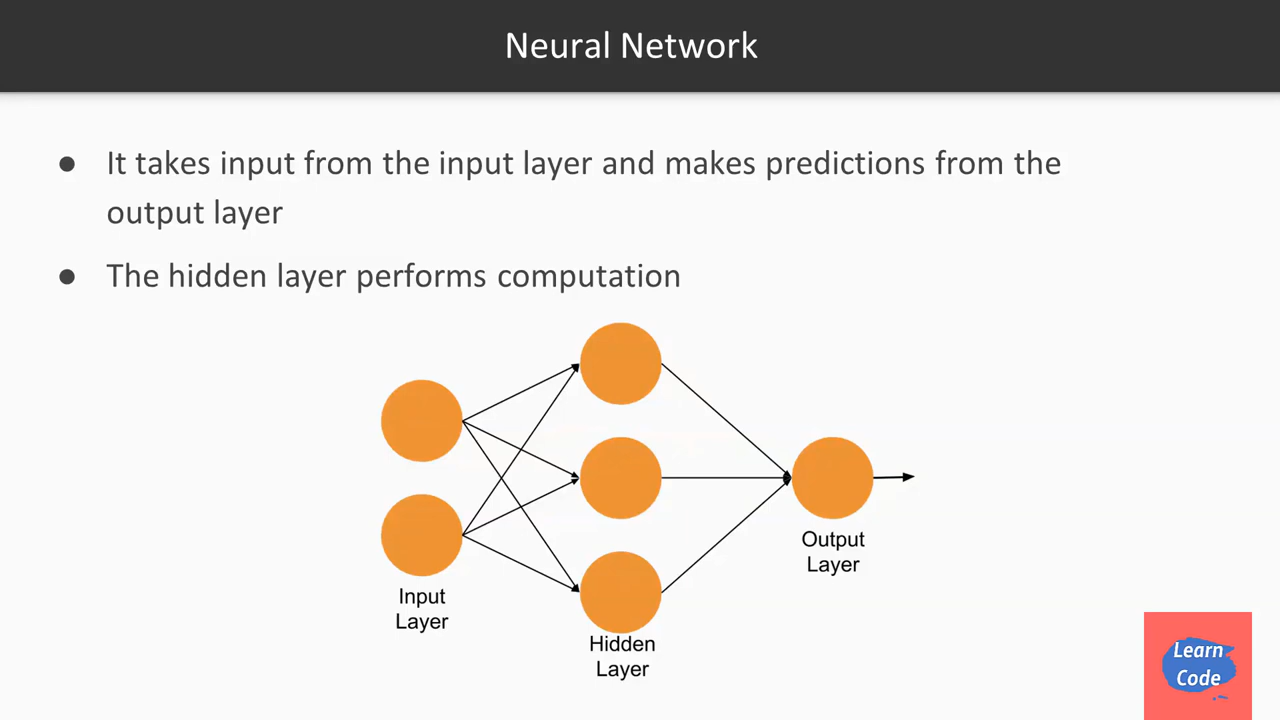 Neural Network
● It takes input from the input layer and makes predictions from the
output layer
● The hidden layer performs computation
Input
Layer
Hidden
Layer
Output
Layer
Learn
Code